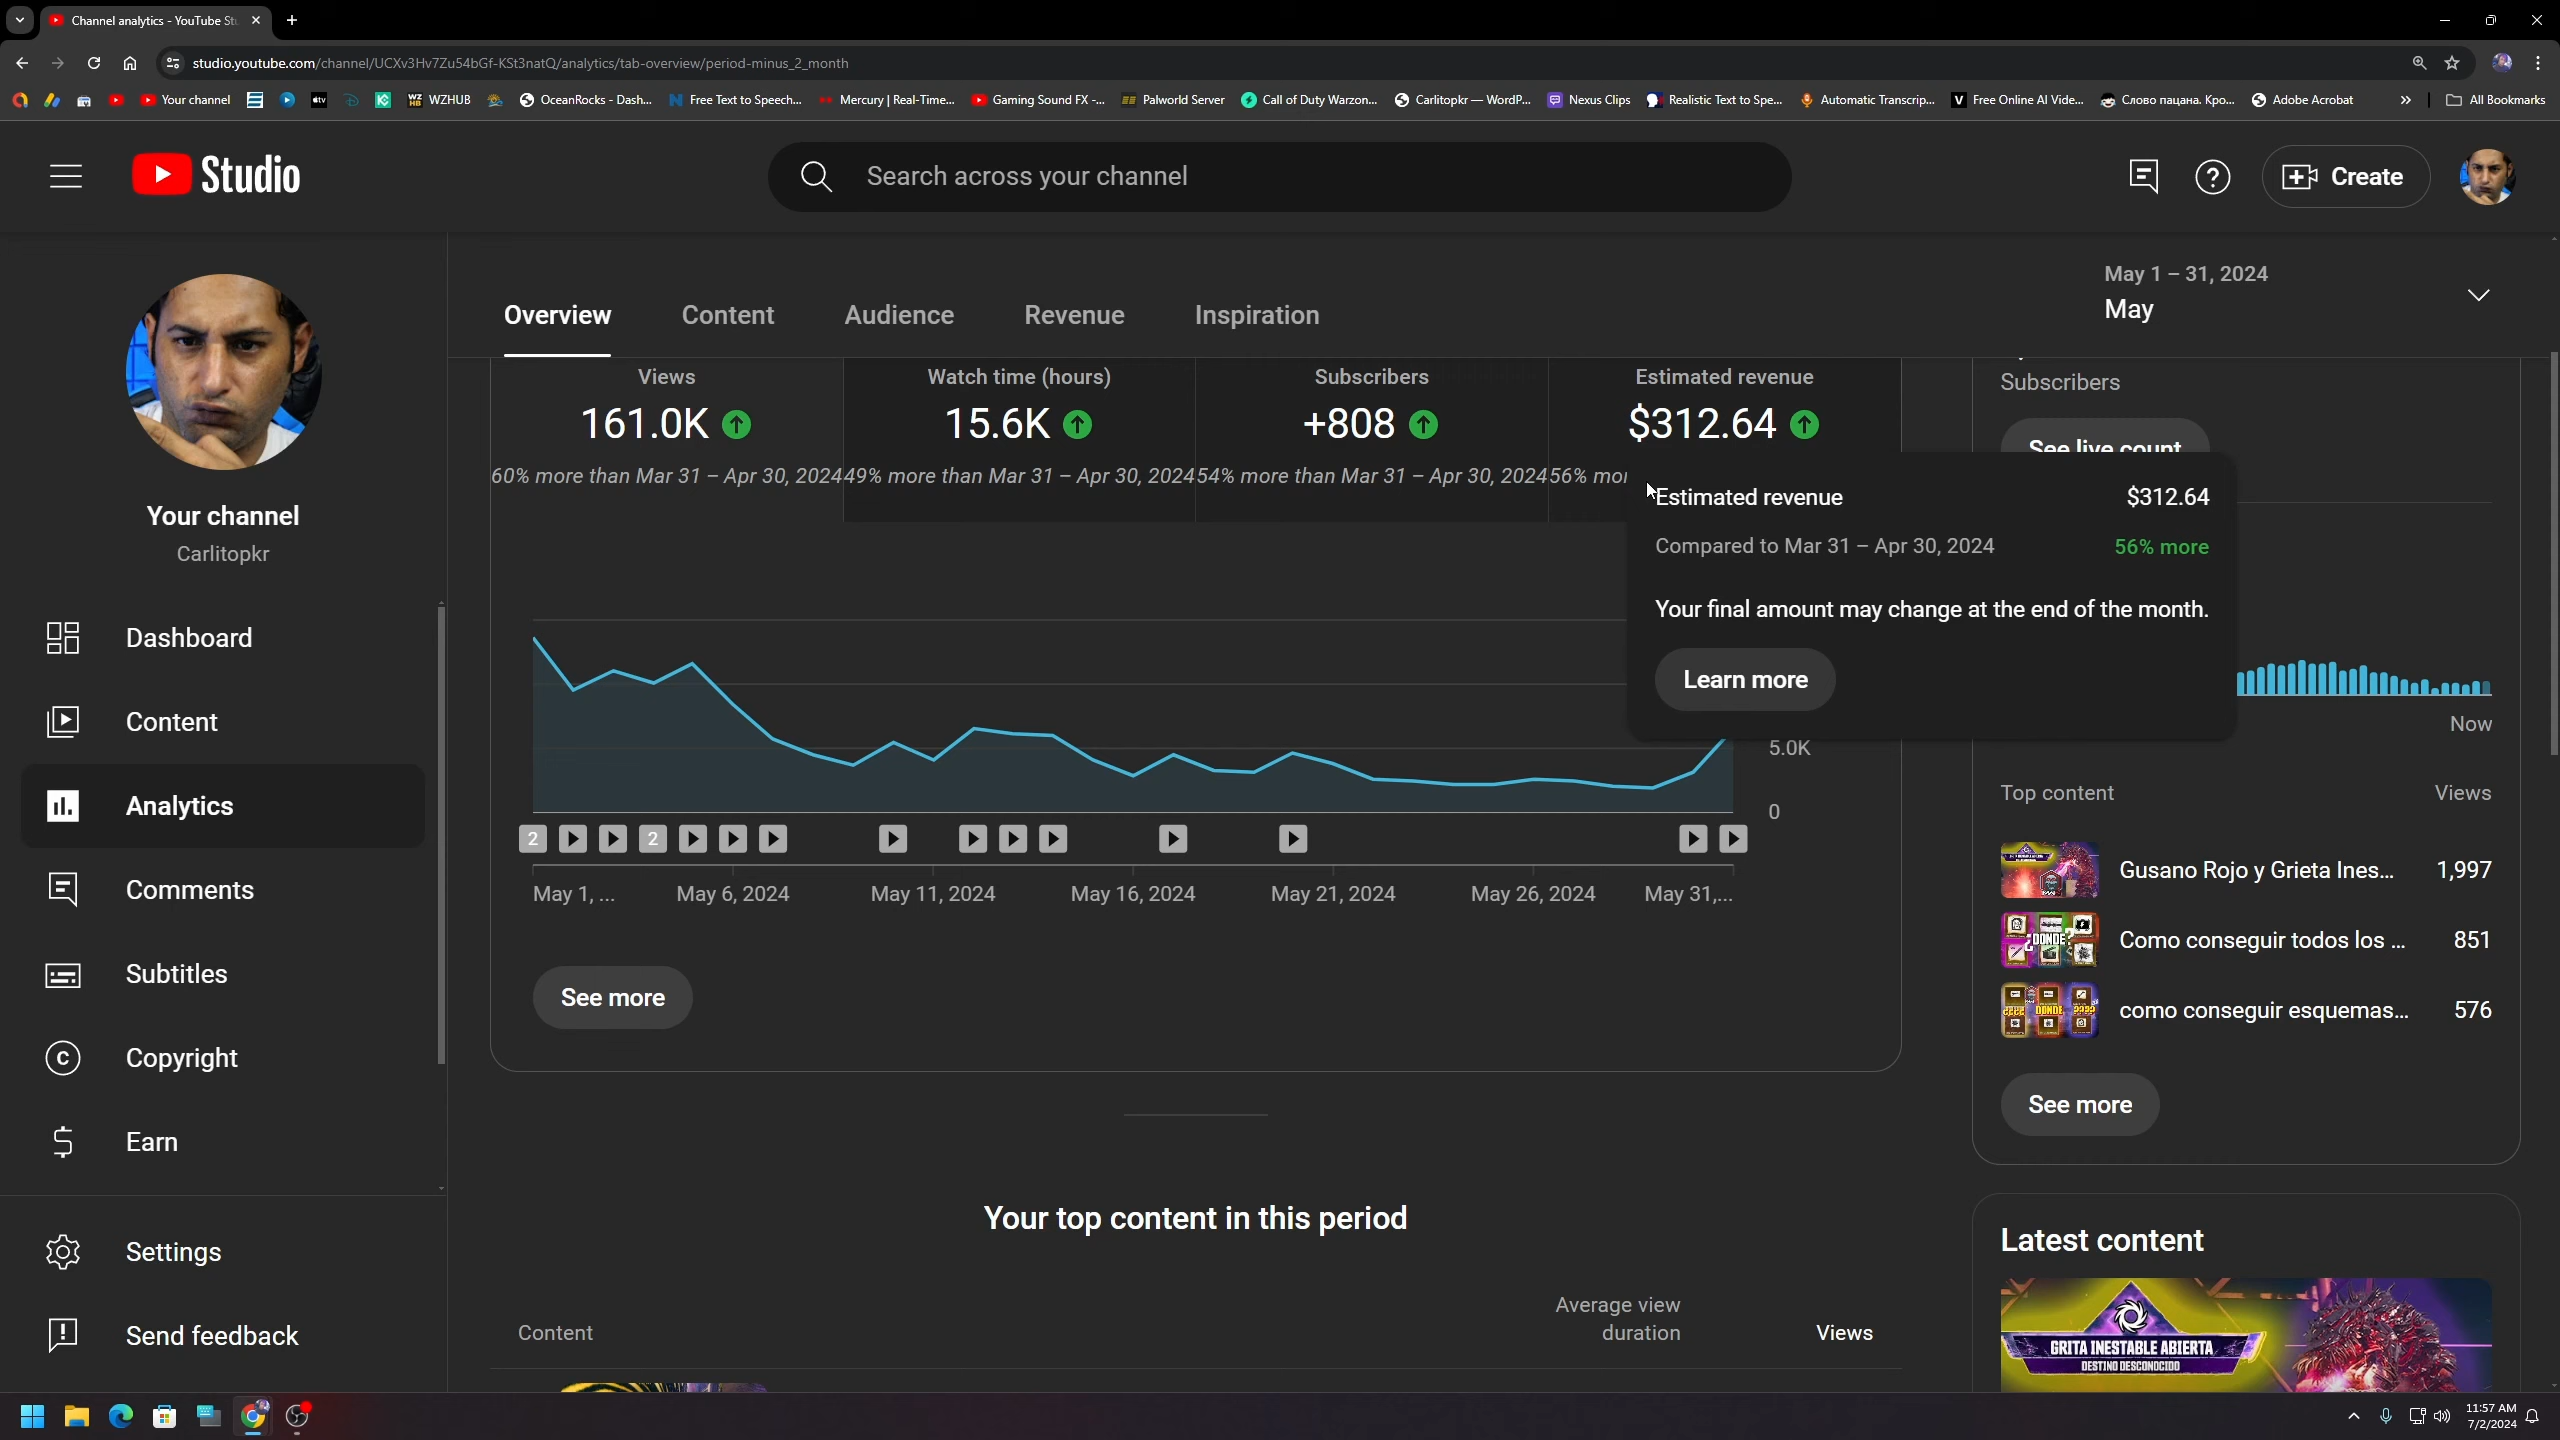 Channel analytics - YouTube St
studio.youtube.com/channel/UCXv3Hv7Zu54bGf-KSt3natQ/analytics/tab-overview/period-minus_2_month
Your channel
WZHUB
OceanRocks - Dash...
Free Text to Speech...
Mercury | Real-Time...
Gaming Sound FX -...
Palworld Server
Call of Duty Warzon...
Carlitopkr — WordP...
Nexus Clips
Realistic Text to Spe...
Automatic Transcrip...
Free Online AI Vide...
Слово пацана. Кро...
Adobe Acrobat
All Bookmarks
Studio
Search across your channel
Create
Your channel
Carlitopkr
Dashboard
Content
Analytics
Comments
Subtitles
Copyright
Earn
Settings
Send feedback
Overview
Content
Audience
Revenue
Inspiration
May 1 – 31, 2024
May
Views
161.0K
60% more than Mar 31 – Apr 30, 2024
Watch time (hours)
15.6K
49% more than Mar 31 – Apr 30, 2024
Subscribers
+808
54% more than Mar 31 – Apr 30, 2024
Estimated revenue
$312.64
56% mor
Estimated revenue $312.64
Compared to Mar 31 – Apr 30, 2024 56% more
Your final amount may change at the end of the month.
Learn more
5.0K
0
2
2
May 1, ...
May 6, 2024
May 11, 2024
May 16, 2024
May 21, 2024
May 26, 2024
May 31,...
See more
Your top content in this period
Content
Average view
duration
Views
Subscribers
See live count
Now
Top content Views
Gusano Rojo y Grieta Ines... 1,997
¿DONDE?
Como conseguir todos los ... 851
DONDE
como conseguir esquemas... 576
See more
Latest content
GRITA INESTABLE ABIERTA
DESTINO DESCONOCIDO
11:57 AM
7/2/2024